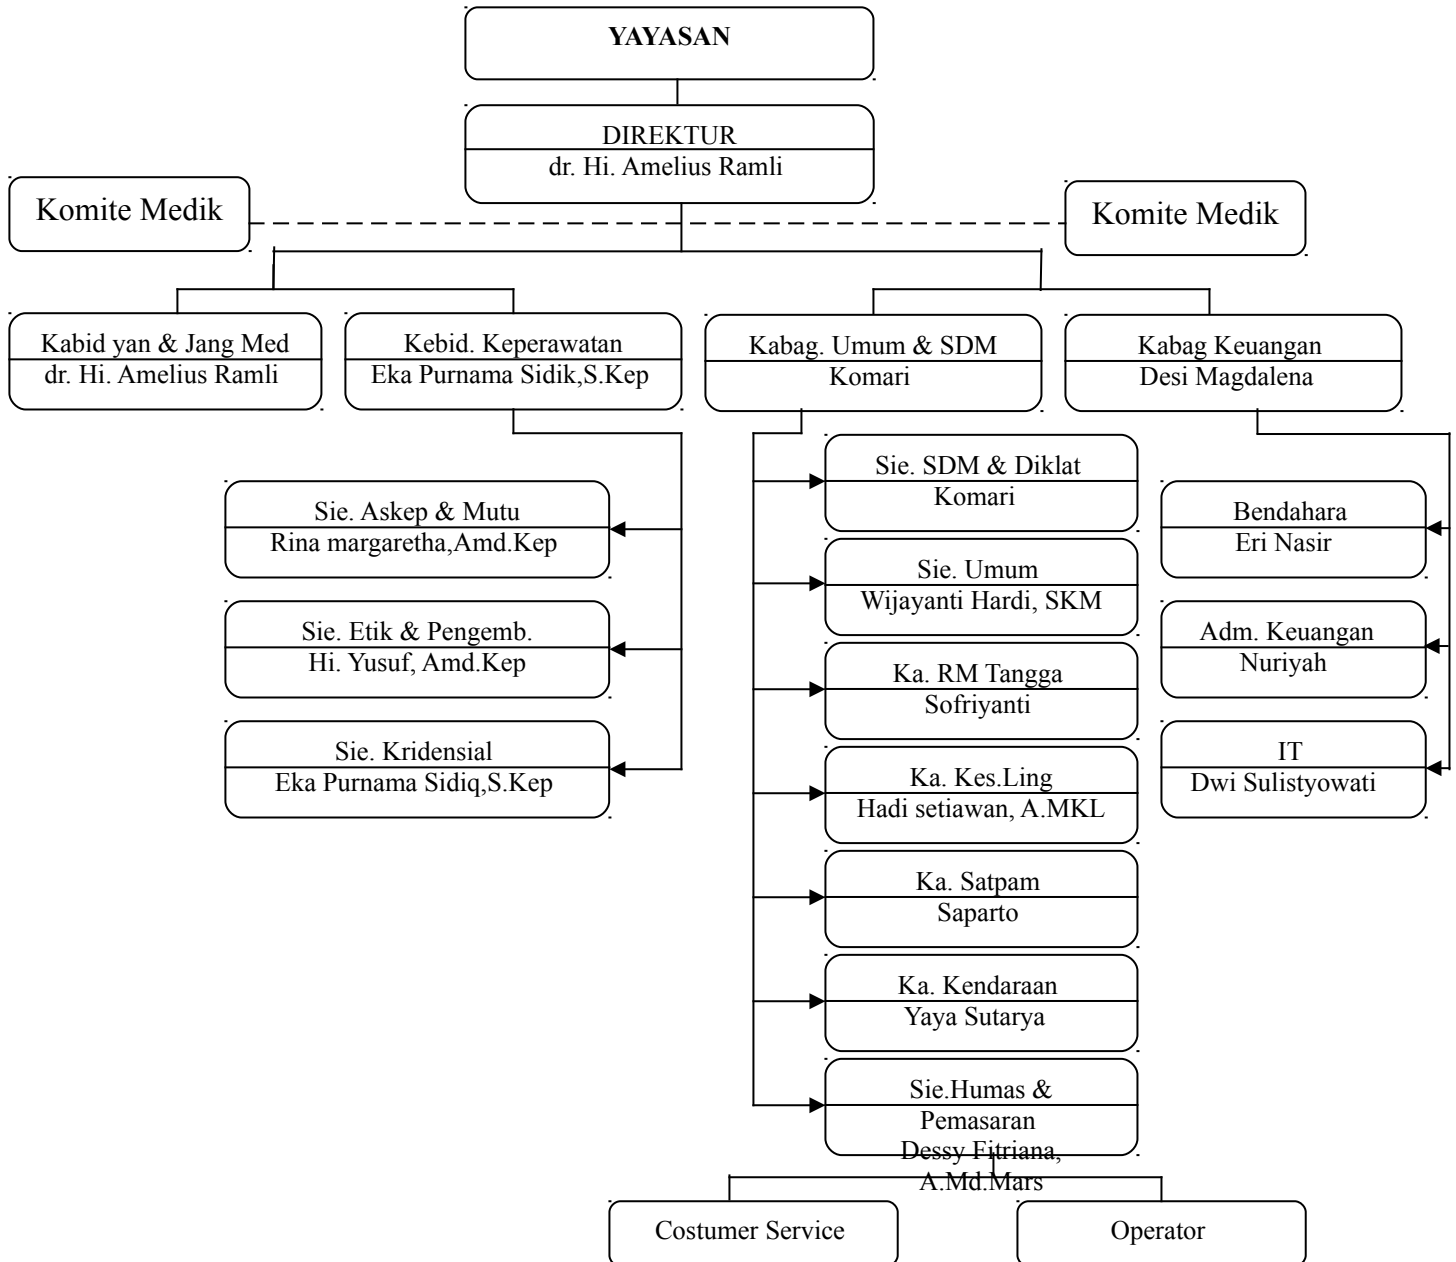 YAYASAN
DIREKTUR
dr. Hi. Amelius Ramli
Komite Medik
Komite Medik
Kabid yan & Jang Med
dr. Hi. Amelius Ramli
Kebid. Keperawatan
Eka Purnama Sidik,S.Kep
Kabag. Umum & SDM
Komari
Kabag Keuangan
Desi Magdalena
Sie. Askep & Mutu
Rina margaretha,Amd.Kep
Sie. Etik & Pengemb.
Hi. Yusuf, Amd.Kep
Sie. Kridensial
Eka Purnama Sidiq,S.Kep
Sie. SDM & Diklat
Komari
Sie. Umum
Wijayanti Hardi, SKM
Ka. RM Tangga
Sofriyanti
Ka. Kes.Ling
Hadi setiawan, A.MKL
Ka. Satpam
Saparto
Ka. Kendaraan
Yaya Sutarya
Sie.Humas &
Pemasaran
Dessy Fitriana,
A.Md.Mars
Bendahara
Eri Nasir
Adm. Keuangan
Nuriyah
IT
Dwi Sulistyowati
Costumer Service
Operator